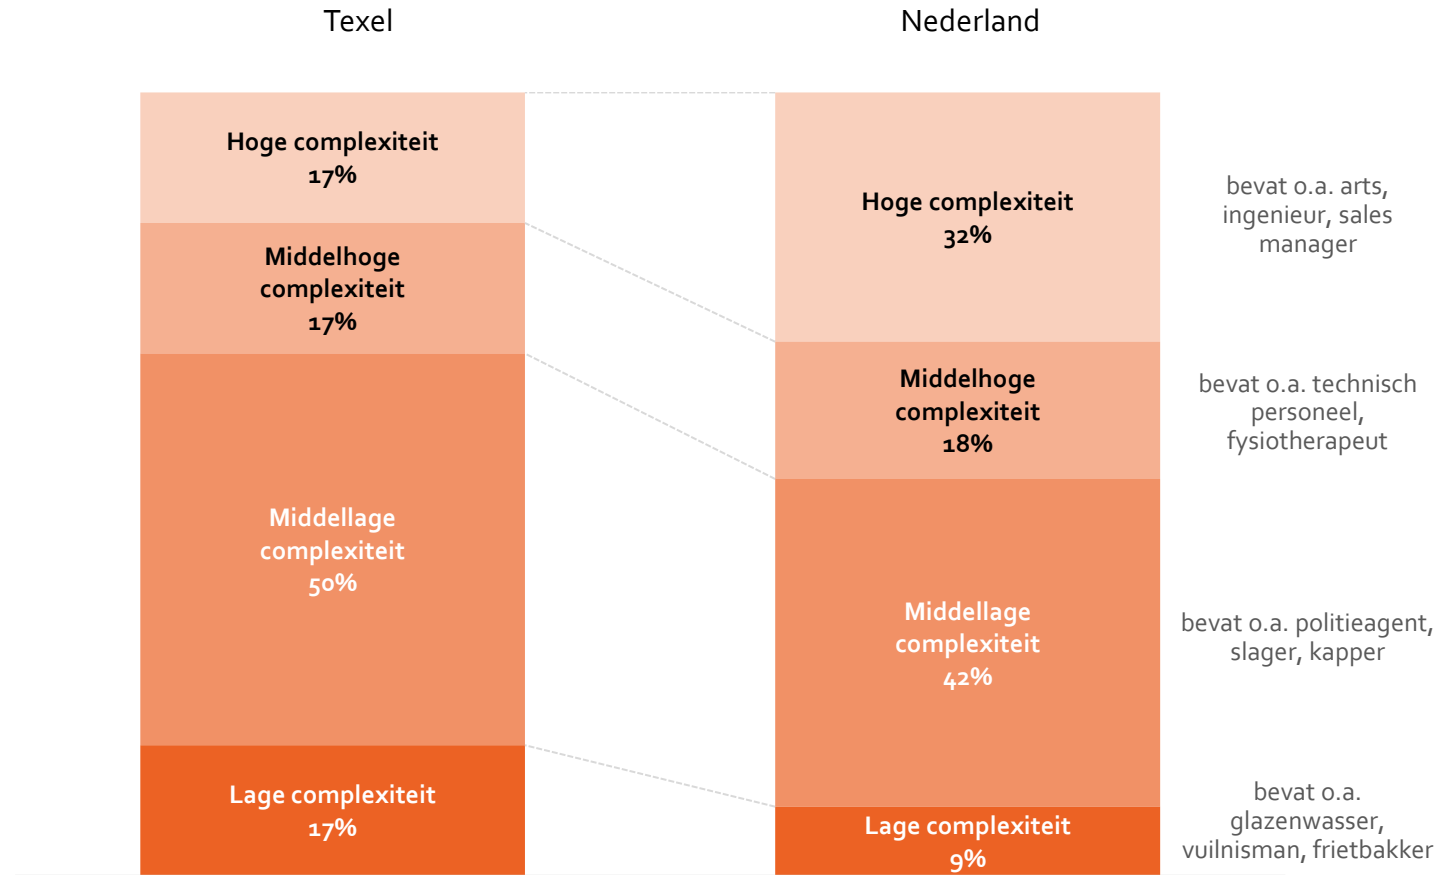 Texel
Nederland
Hoge complexiteit
17%
Middelhoge
complexiteit
17%
Middellage
complexiteit
50%
Lage complexiteit
17%
Hoge complexiteit
32%
Middelhoge
complexiteit
18%
Middellage
complexiteit
42%
Lage complexiteit
9%
bevat o.a. arts,
ingenieur, sales
manager
bevat o.a. technisch
personeel,
fysiotherapeut
bevat o.a. politieagent,
slager, kapper
bevat o.a.
glazenwasser,
vuilnisman, frietbakker